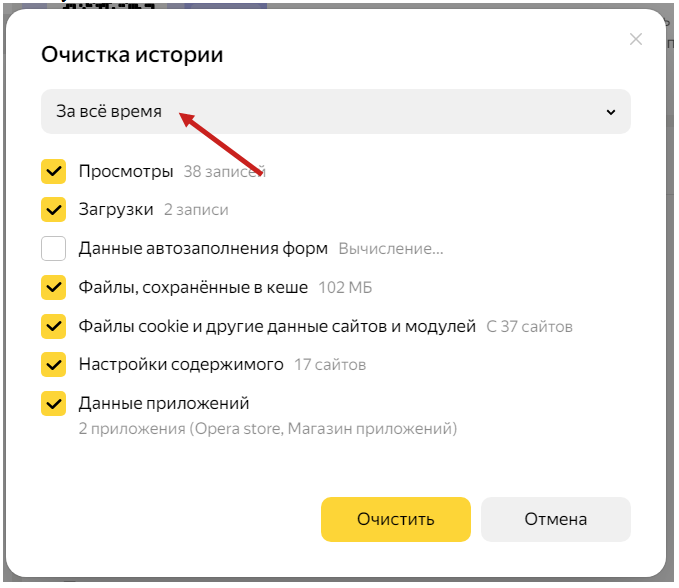 Очистка истории
За всё время
Просмотры 38 записей
Загрузки 2 записи
Данные автозаполнения форм Вычисление...
Файлы, сохранённые в кеше 102 МБ
Файлы cookie и другие данные сайтов и модулей С 37 сайтов
Настройки содержимого 17 сайтов
Данные приложений
2 приложения (Opera store, Магазин приложений)
Очистить Отмена